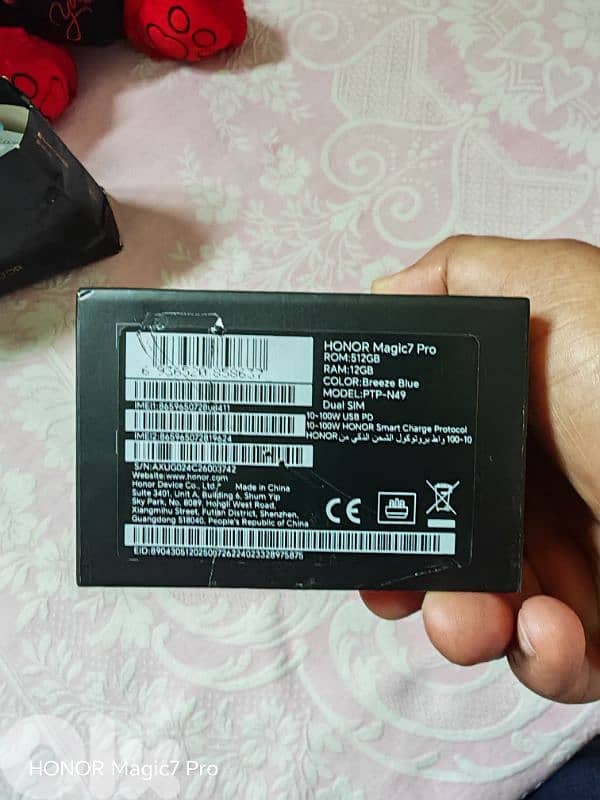 HONOR Magic7 Pro
ROM:512GB
RAM:12GB
COLOR:Breeze Blue
MODEL:PTP-N49
Dual SIM
10-100W USB PD
10-100W HONOR Smart Charge Protocol
10-100 واط بروتوكول الشحن الذكي من HONOR
IMEI2:865965072819624
S/N:AXUG024C26003742
Website:www.honor.com
Honor Device Co., Ltd. Made in China
Suite 3401, Unit A, Building 6, Shum Yip
Sky Park, No. 8089, Hongli West Road,
Xiangmihu Street, Futian District, Shenzhen,
Guangdong 518040, People's Republic of China
CE
HONOR Magic7 Pro
olx